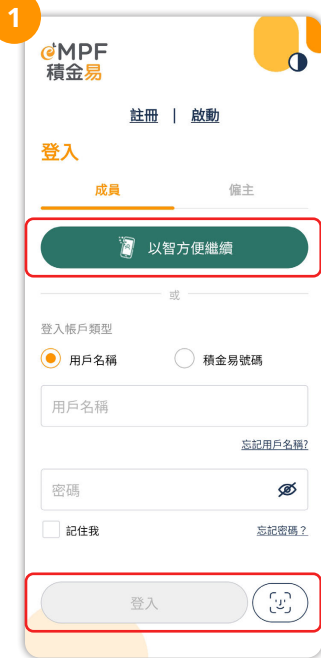 1
eMPF
積金易
註冊 | 啟動
登入
成員 僱主
以智方便繼續
或
登入帳戶類型
用戶名稱 積金易號碼
用戶名稱
忘記用戶名稱?
密碼
記住我 忘記密碼？
登入